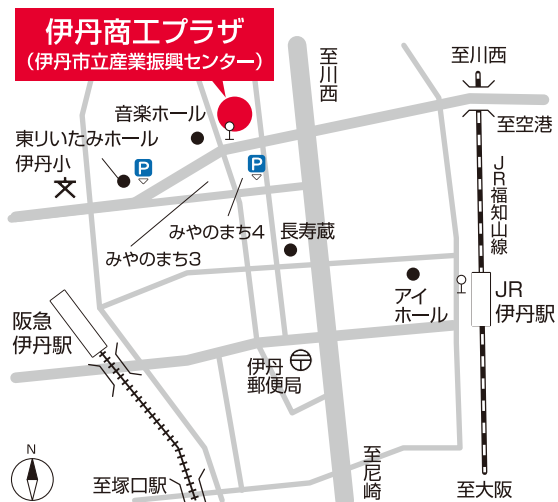 伊丹商工プラザ
（伊丹市立産業振興センター）
至川西
至川西
音楽ホール
至空港
東リいたみホール
伊丹小
P
P
JR福知山線
みやのまち4
長寿蔵
みやのまち3
アイ
ホール
JR
伊丹駅
阪急
伊丹駅
伊丹
郵便局
N
至塚口駅
至尼崎
至大阪